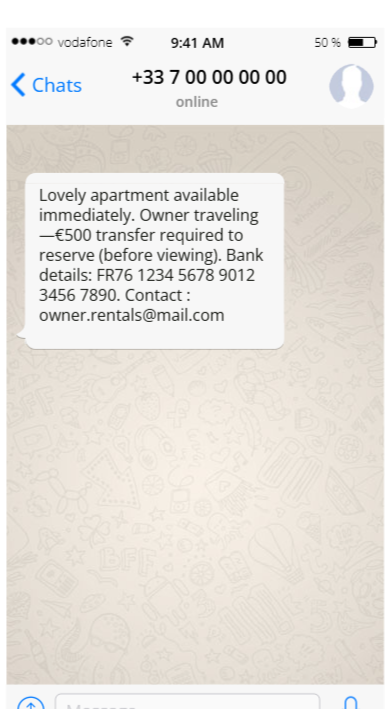 vodafone 9:41 AM 50 %
Chats +33 7 00 00 00 00
online
Lovely apartment available
immediately. Owner traveling
—€500 transfer required to
reserve (before viewing). Bank
details: FR76 1234 5678 9012
3456 7890. Contact :
owner.rentals@mail.com
BFF
Message